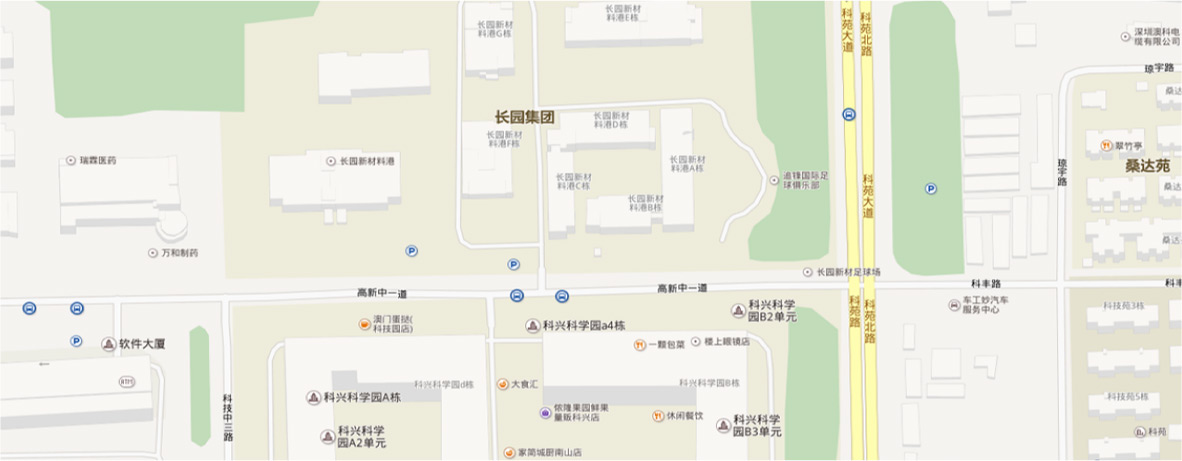 长园新材
料港G栋
长园新材
料港E栋
科苑大道
科苑北路
深圳澳科电
缆有限公司
琼宇路
桑达
长园集团
长园新材
料港D栋
长园新材
料港F栋
瑞霖医药
长园新材料港
长园新材
料港A栋
翠竹亭
桑达苑
琼宇路
长园新材
料港C栋
追锋国际足
球俱乐部
P
桑达
科苑大道
长园新材
料港B栋
万和制药
P
P
桑达
长园新材足球场
高新中一道
高新中一道
科丰路
科丰
科兴科学
园B2单元
车工妙汽车
服务中心
科技苑3栋
科苑路
科苑北路
澳门蛋挞(
科技园店)
科兴科学园a4栋
P
软件大厦
一颗包菜
楼上眼镜店
科兴科学园d栋
大食汇
科兴科学园B栋
科兴科学园A栋
科技中三路
侬隆果园鲜果
量贩科兴店
休闲餐饮
科技苑5栋
科兴科学
园A2单元
科兴科学
园B3单元
科苑
家简城厨南山店